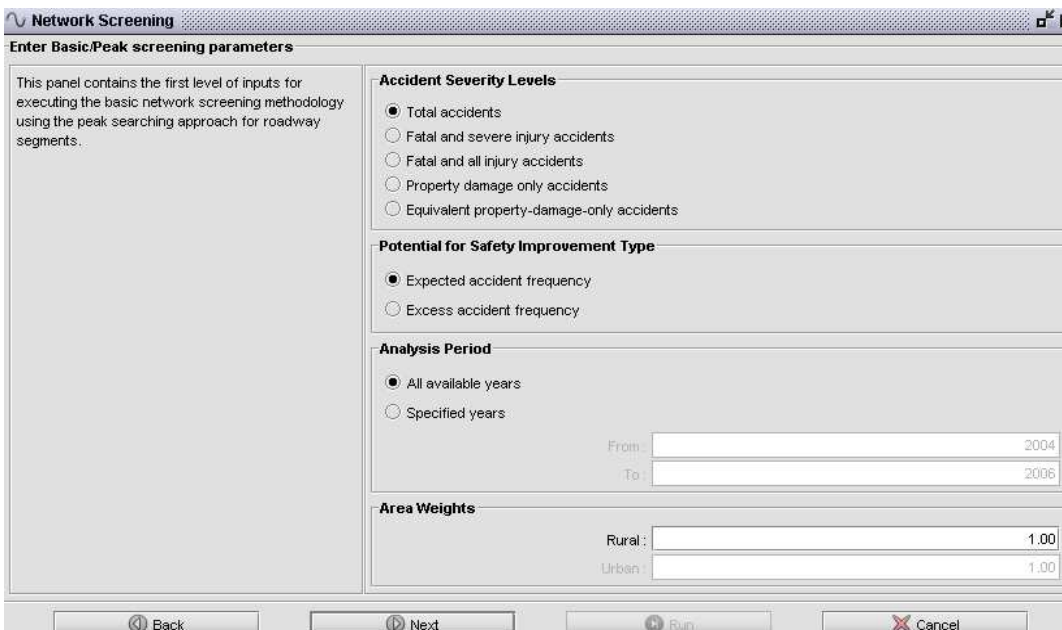 Network Screening
Enter Basic/Peak screening parameters
This panel contains the first level of inputs for
executing the basic network screening methodology
using the peak searching approach for roadway
segments.
Accident Severity Levels
Total accidents
Fatal and severe injury accidents
Fatal and all injury accidents
Property damage only accidents
Equivalent property-damage-only accidents
Potential for Safety Improvement Type
Expected accident frequency
Excess accident frequency
Analysis Period
All available years
Specified years
From: 2004
To: 2006
Area Weights
Rural: 1.00
Urban: 1.00
Back Next Run Cancel